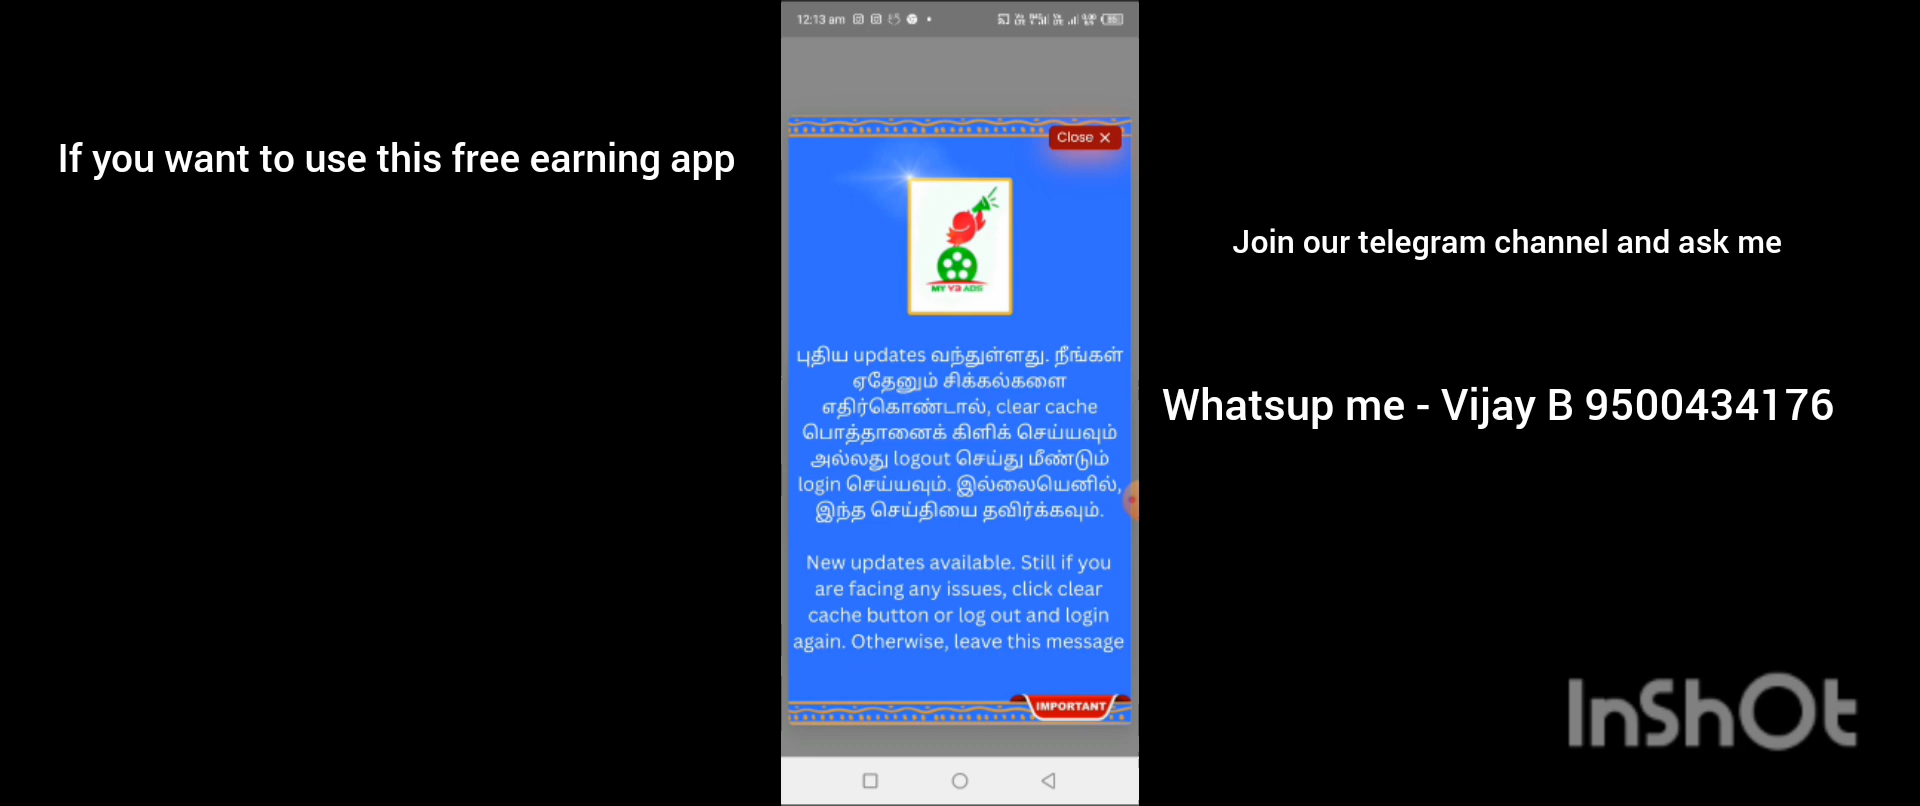 12:13 am
If you want to use this free earning app
Close X
MY V3 ADS
புதிய updates வந்துள்ளது. நீங்கள்
ஏதேனும் சிக்கல்களை
எதிர்கொண்டால், clear cache
பொத்தானைக் கிளிக் செய்யவும்
அல்லது logout செய்து மீண்டும்
login செய்யவும். இல்லையெனில்,
இந்த செய்தியை தவிர்க்கவும்.
New updates available. Still if you
are facing any issues, click clear
cache button or log out and login
again. Otherwise, leave this message
IMPORTANT
Join our telegram channel and ask me
Whatsup me - Vijay B 9500434176
InShOt